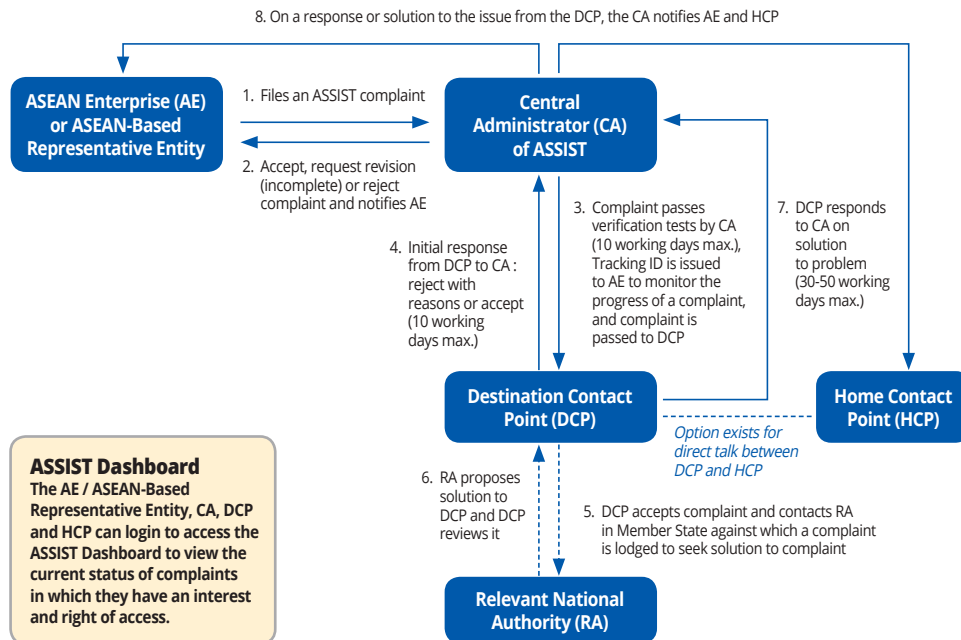 8. On a response or solution to the issue from the DCP, the CA notifies AE and HCP
ASEAN Enterprise (AE)
or ASEAN-Based
Representative Entity
1. Files an ASSIST complaint
2. Accept, request revision
(incomplete) or reject
complaint and notifies AE
Central
Administrator (CA)
of ASSIST
4. Initial response
from DCP to CA :
reject with
reasons or accept
(10 working
days max.)
3. Complaint passes
verification tests by CA
(10 working days max.),
Tracking ID is issued
to AE to monitor the
progress of a complaint,
and complaint is
passed to DCP
7. DCP responds
to CA on
solution
to problem
(30-50 working
days max.)
Destination Contact
Point (DCP)
Home Contact
Point (HCP)
Option exists for
direct talk between
DCP and HCP
ASSIST Dashboard
The AE / ASEAN-Based
Representative Entity, CA, DCP
and HCP can login to access the
ASSIST Dashboard to view the
current status of complaints
in which they have an interest
and right of access.
6. RA proposes
solution to
DCP and DCP
reviews it
5. DCP accepts complaint and contacts RA
in Member State against which a complaint
is lodged to seek solution to complaint
Relevant National
Authority (RA)